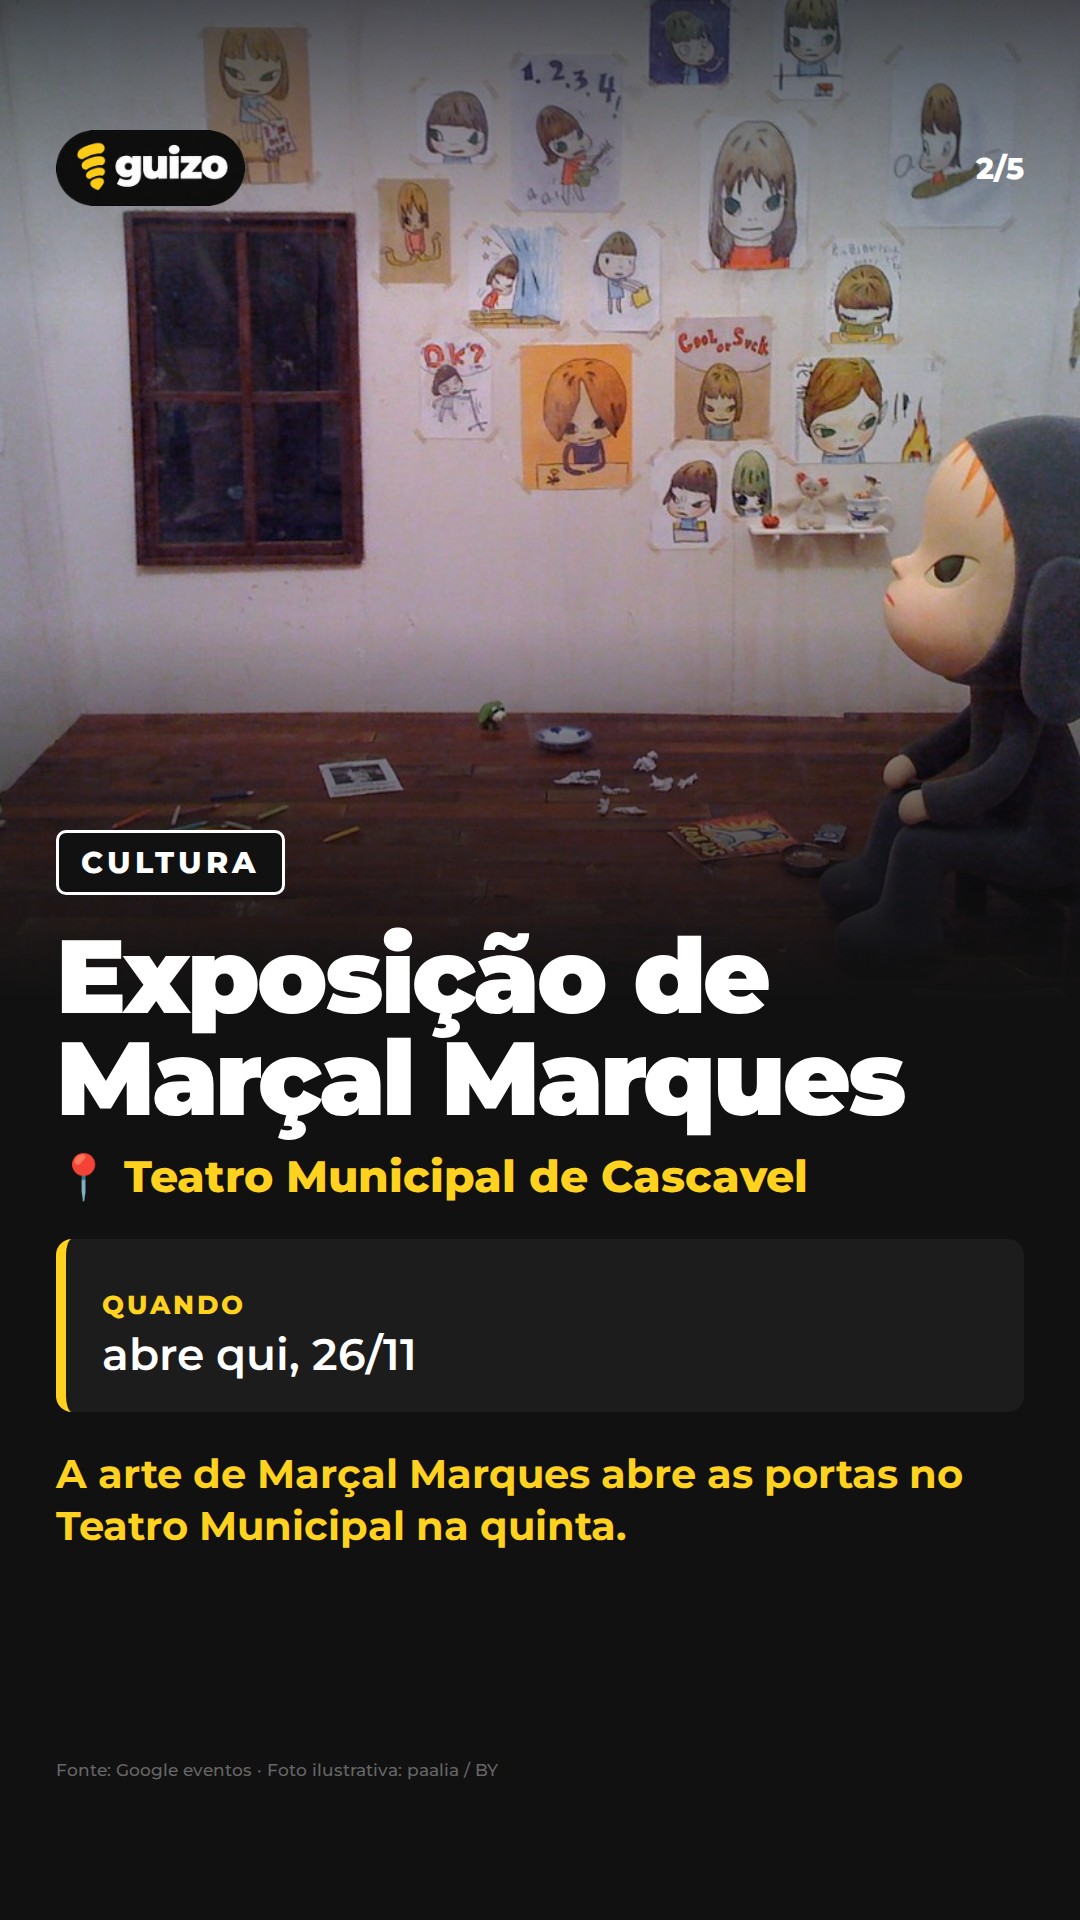 1.2.3.4!
guizo
2/5
OK?
Cool or Suck
CULTURA
Exposição de
Marçal Marques
📍 Teatro Municipal de Cascavel
QUANDO
abre qui, 26/11
A arte de Marçal Marques abre as portas no
Teatro Municipal na quinta.
Fonte: Google eventos · Foto ilustrativa: paalia / BY